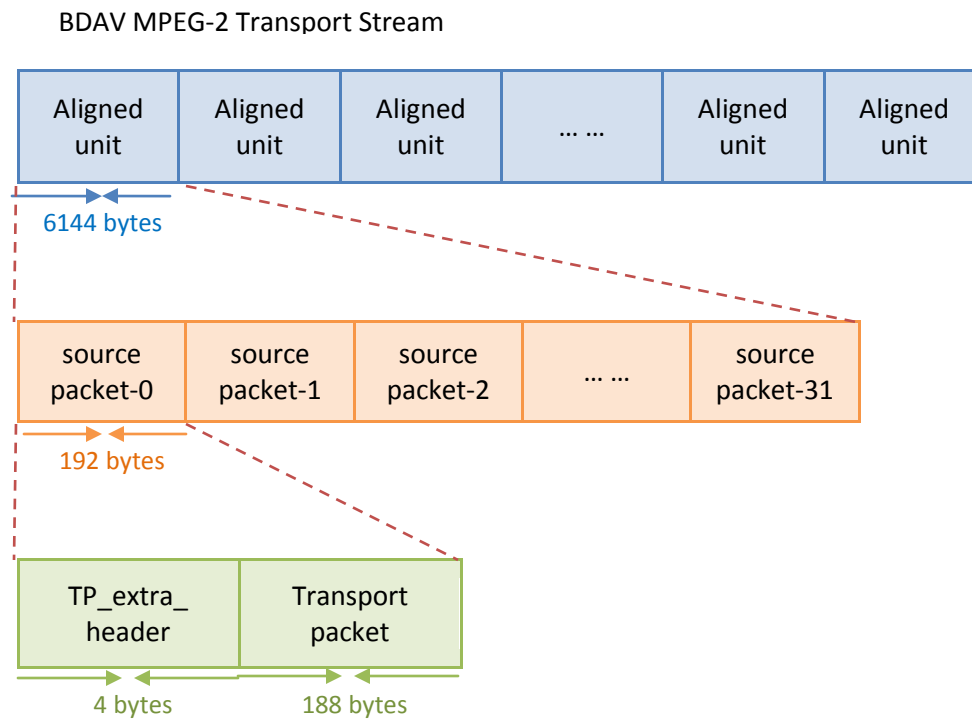 BDAV MPEG-2 Transport Stream
Aligned
unit
Aligned
unit
Aligned
unit
... ...
Aligned
unit
Aligned
unit
6144 bytes
source
packet-0
source
packet-1
source
packet-2
... ...
source
packet-31
192 bytes
TP_extra_
header
Transport
packet
4 bytes
188 bytes